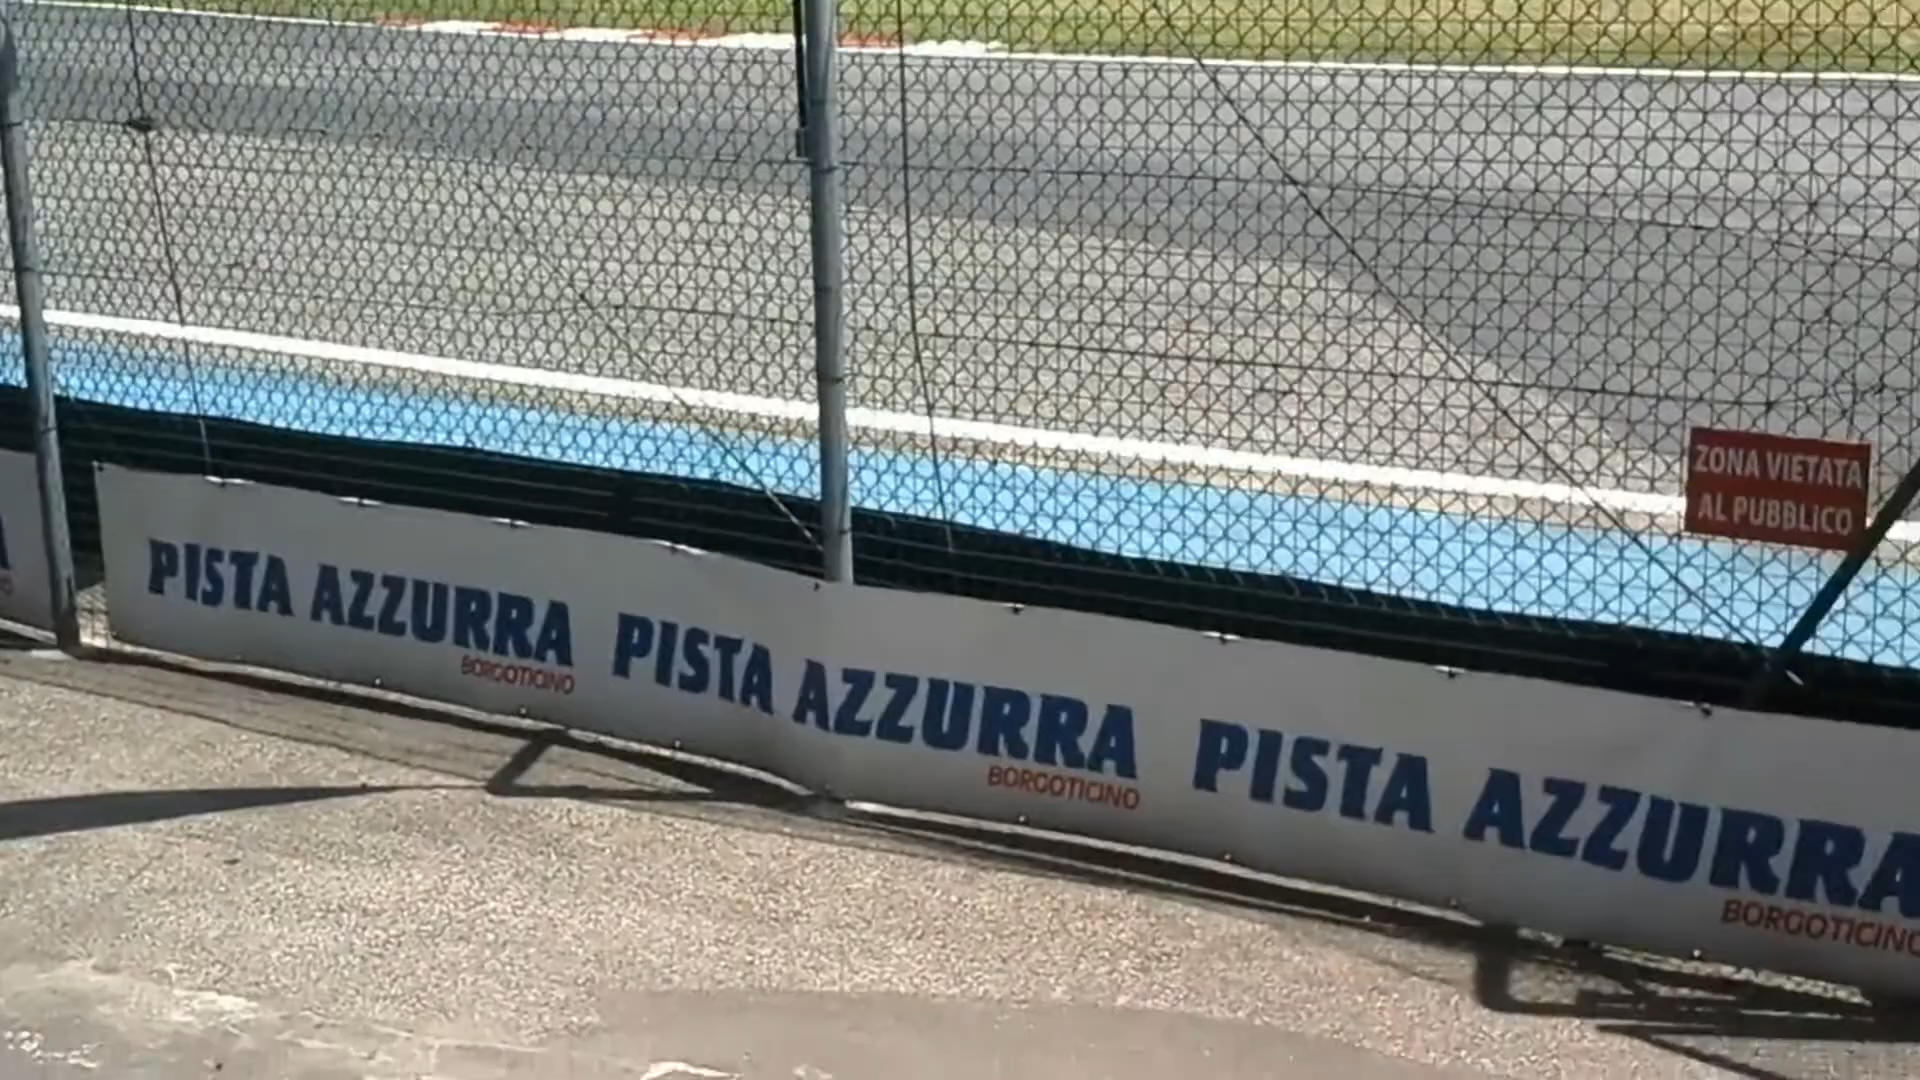 ZONA VIETATA
AL PUBBLICO
PISTA AZZURRA
BORGOTICINO
PISTA AZZURRA
BORGOTICINO
PISTA AZZURRA
BORGOTICINO